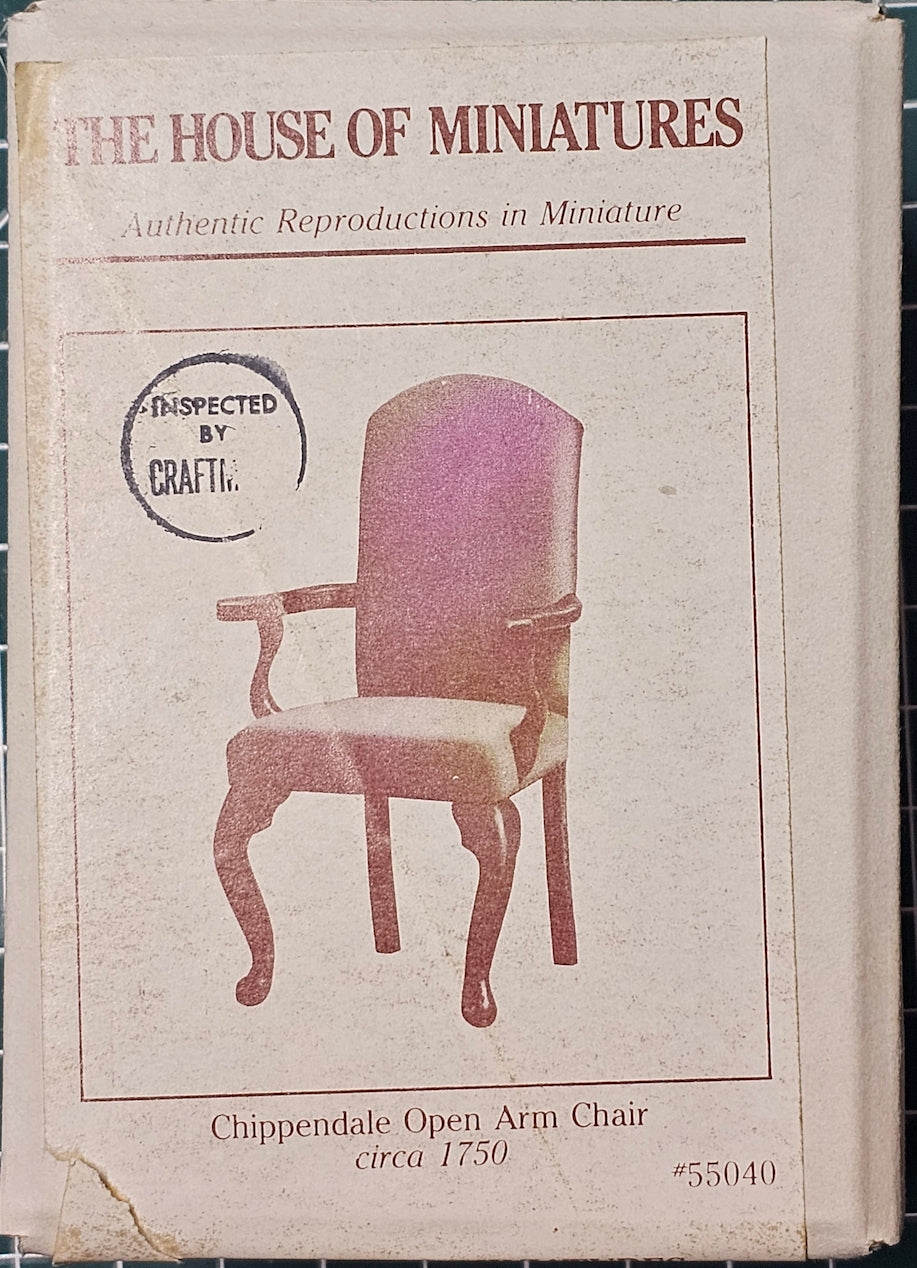 THE HOUSE OF MINIATURES
Authentic Reproductions in Miniature
INSPECTED
BY
Chippendale Open Arm Chair
circa 1750
#55040